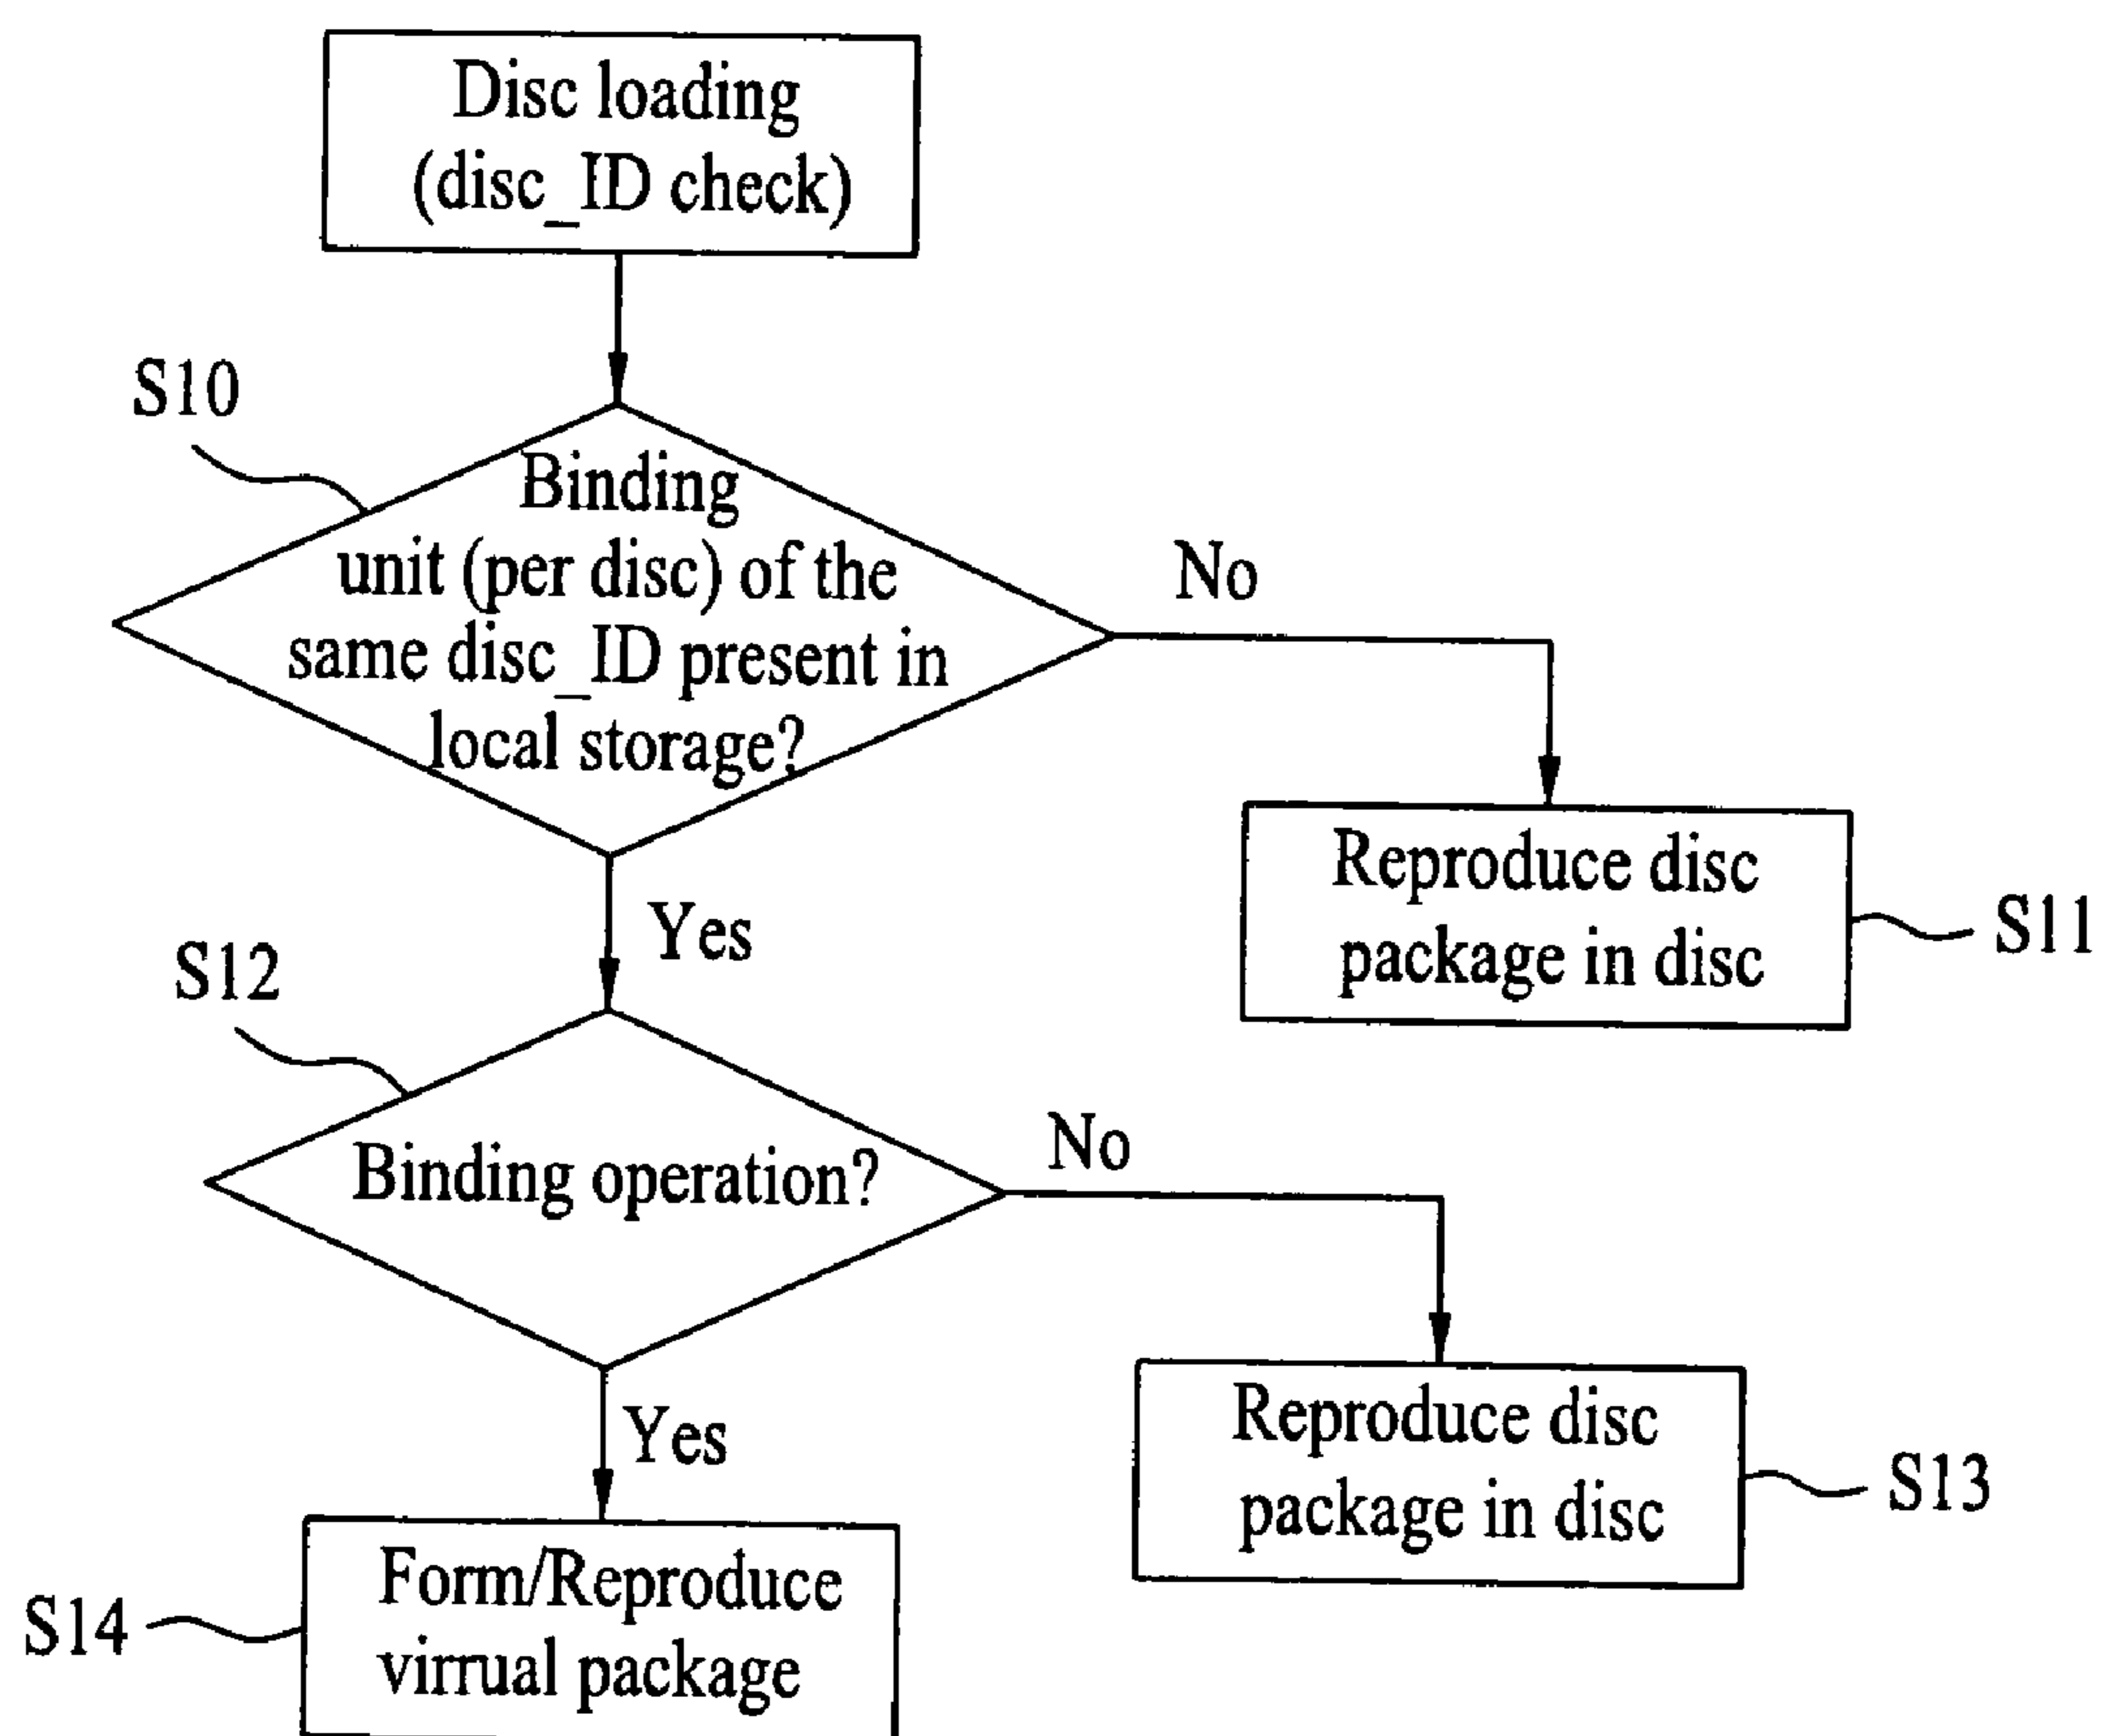 Disc loading
(disc_ID check)
S10
Binding
unit (per disc) of the
same disc_ID present in
local storage?
No
Reproduce disc
package in disc
S11
Yes
S12
Binding operation?
No
Reproduce disc
package in disc
S13
Yes
Form/Reproduce
virrual package
S14